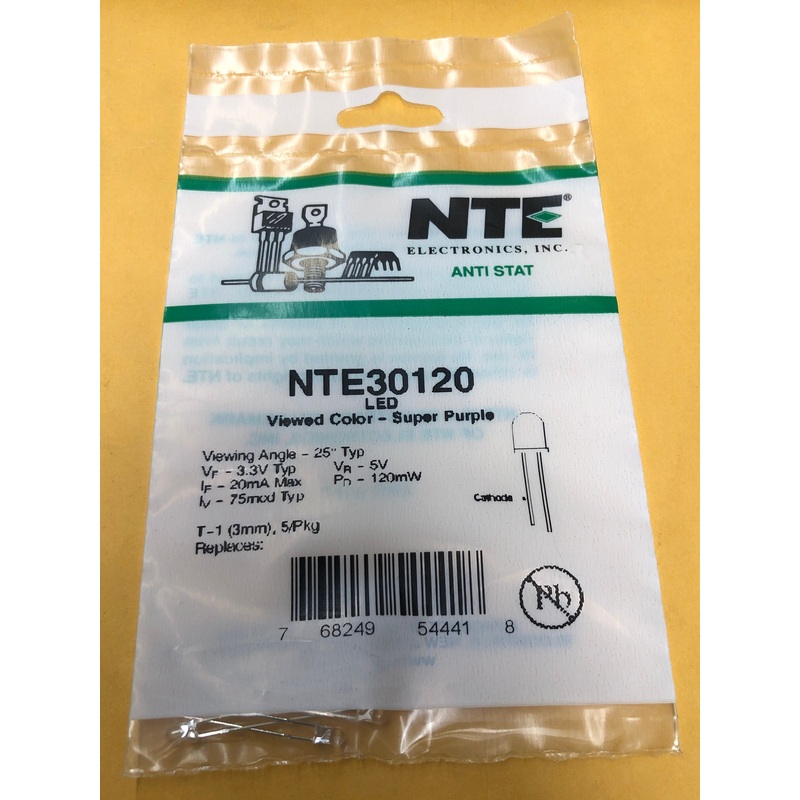 NTE®
ELECTRONICS, INC.
ANTI STAT
NTE30120
LED
Viewed Color - Super Purple
Viewing Angle - 25° Typ
VF - 3.3V Typ VR - 5V
IF - 20mA Max PD - 120mW
IV - 75mcd Typ
Cathode
T-1 (3mm), 5/Pkg
Replaces:
Pb
7 68249 54441 8